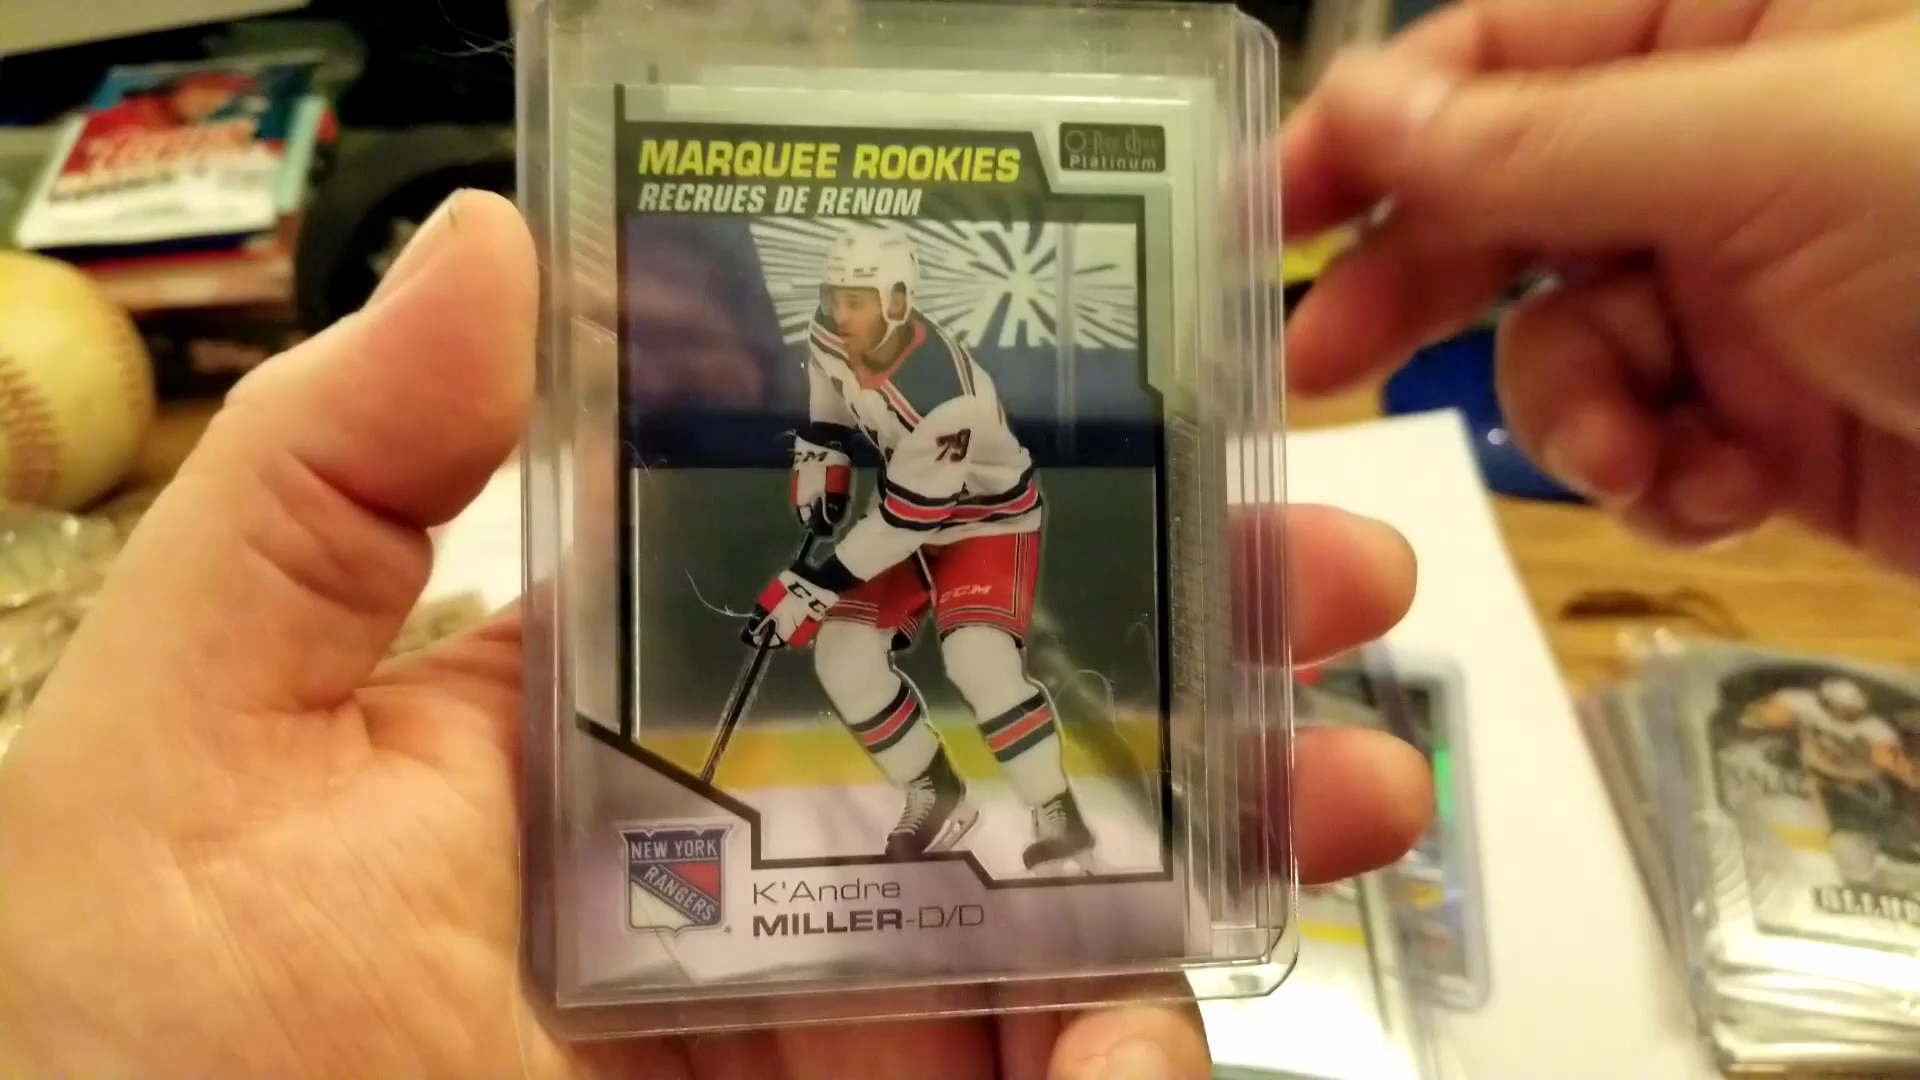 MARQUEE ROOKIES
RECRUES DE RENOM
O-Pee-Chee
Platinum
79
CCM
CCM
NEW YORK
RANGERS
K'Andre
MILLER-D/D